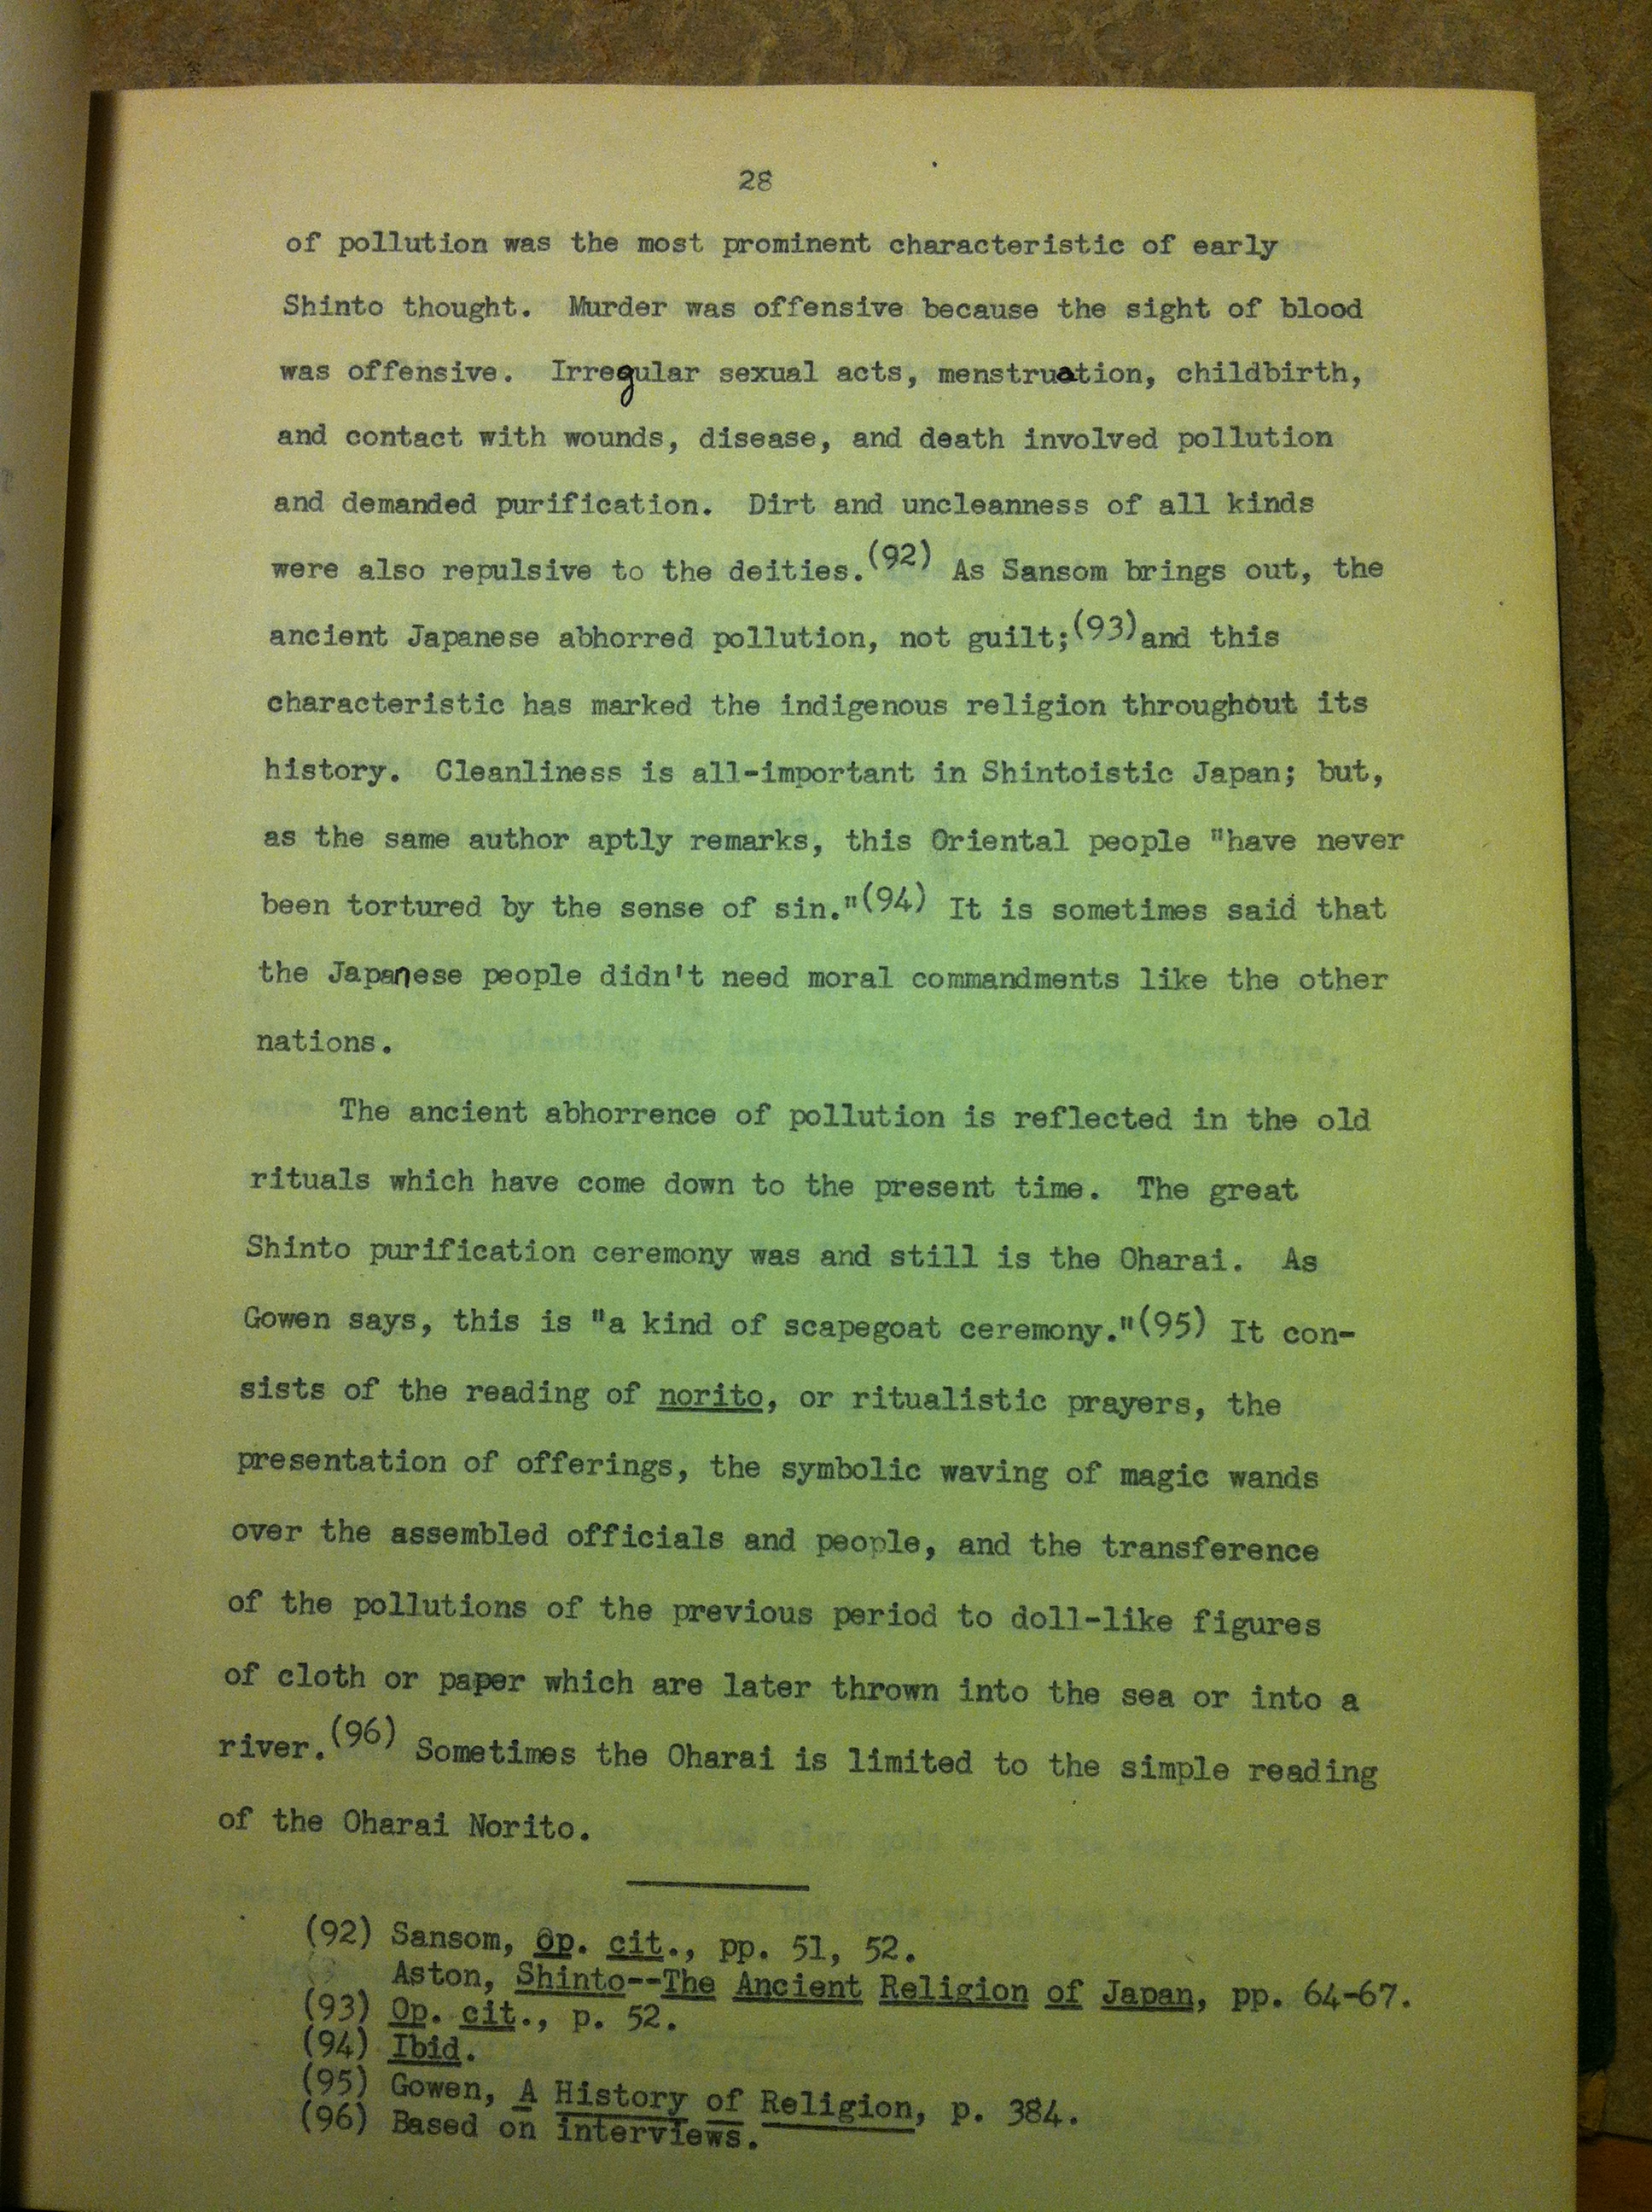 28
of pollution was the most prominent characteristic of early
Shinto thought. Murder was offensive because the sight of blood
was offensive. Irregular sexual acts, menstruation, childbirth,
and contact with wounds, disease, and death involved pollution
and demanded purification. Dirt and uncleanness of all kinds
were also repulsive to the deities.(92) As Sansom brings out, the
ancient Japanese abhorred pollution, not guilt;(93)and this
characteristic has marked the indigenous religion throughout its
history. Cleanliness is all-important in Shintoistic Japan; but,
as the same author aptly remarks, this Oriental people "have never
been tortured by the sense of sin."(94) It is sometimes said that
the Japanese people didn't need moral commandments like the other
nations.
The ancient abhorrence of pollution is reflected in the old
rituals which have come down to the present time. The great
Shinto purification ceremony was and still is the Oharai. As
Gowen says, this is "a kind of scapegoat ceremony."(95) It con-
sists of the reading of norito, or ritualistic prayers, the
presentation of offerings, the symbolic waving of magic wands
over the assembled officials and people, and the transference
of the pollutions of the previous period to doll-like figures
of cloth or paper which are later thrown into the sea or into a
river.(96) Sometimes the Oharai is limited to the simple reading
of the Oharai Norito.
(92) Sansom, Op. cit., pp. 51, 52.
Aston, Shinto--The Ancient Religion of Japan, pp. 64-67.
(93) Op. cit., p. 52.
(94) Ibid.
(95) Gowen, A History of Religion, p. 384.
(96) Based on interviews.